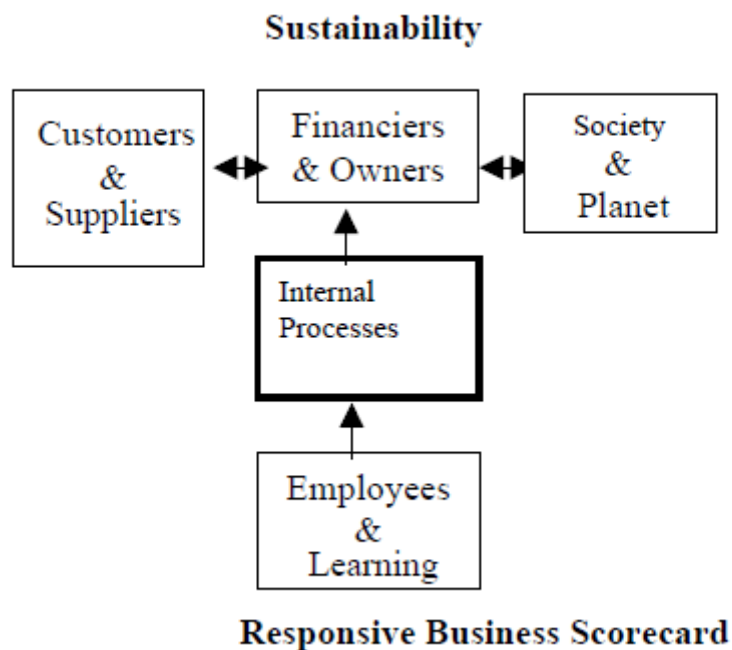 Sustainability
Customers
&
Suppliers
Financiers
& Owners
Society
&
Planet
Internal
Processes
Employees
&
Learning
Responsive Business Scorecard